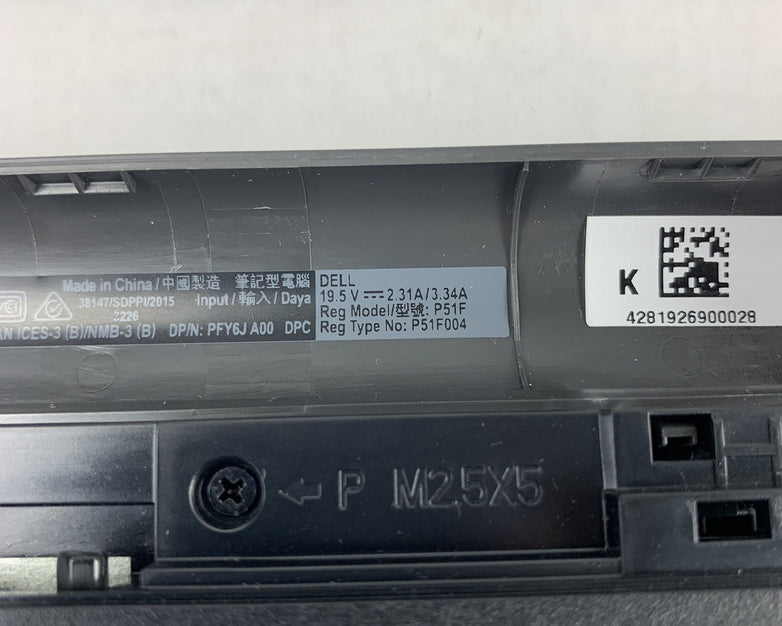 Made in China / 中國製造 筆記型電腦
38147/SDPPI/2015 Input / 輸入 / Daya
3226
AN ICES-3 (B)/NMB-3 (B) DP/N: PFY6J A00 DPC
DELL
19.5 V ⎓ 2.31A/3.34A
Reg Model/型號: P51F
Reg Type No: P51F004
K
4281926900028
P M2,5X5